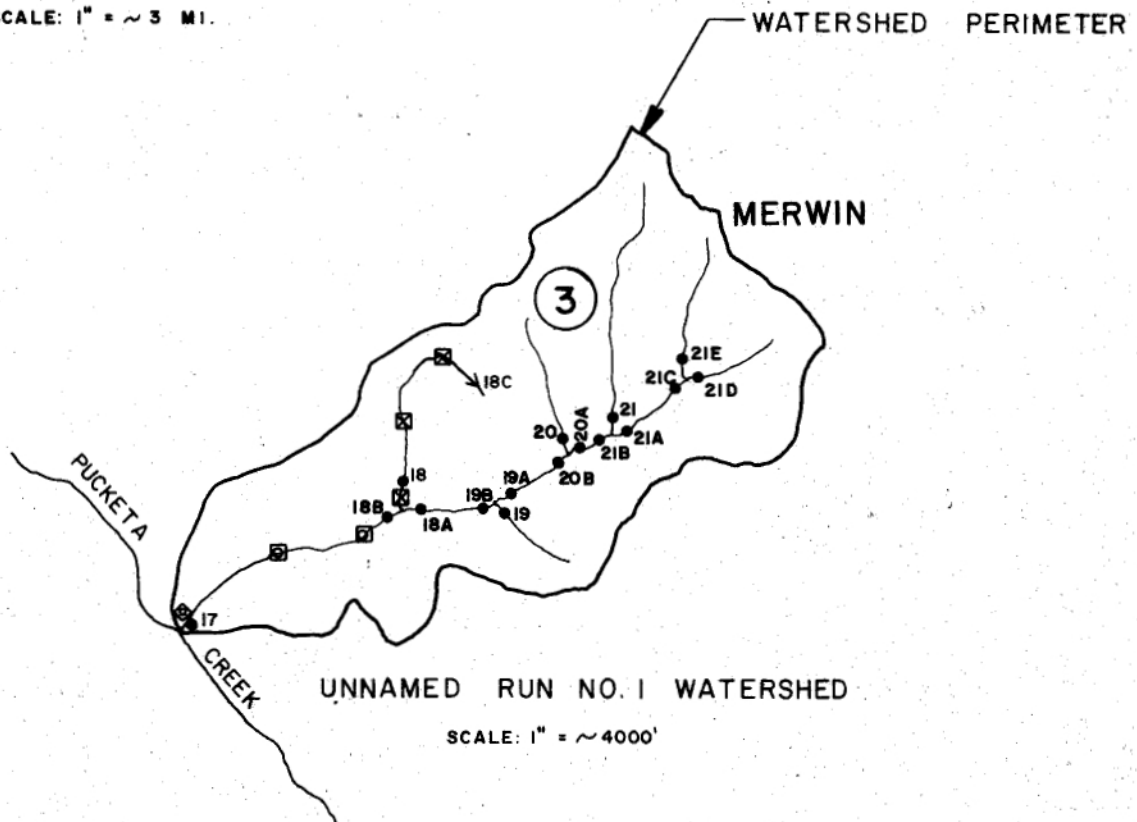 CALE: 1" = ~ 3 MI.
WATERSHED PERIMETER
MERWIN
3
21E
21C
21D
18C
21
20
20A
21B
21A
20B
18
19A
19B
18B
18A
19
PUCKETA
17
CREEK
UNNAMED RUN NO. 1 WATERSHED
SCALE: 1" = ~4000'